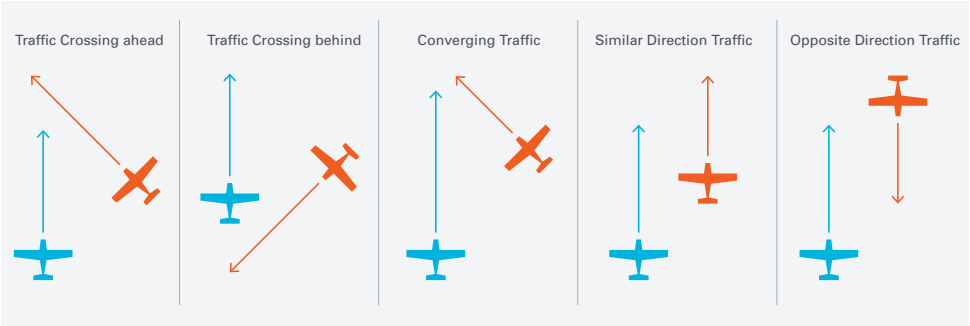 Traffic Crossing ahead
Traffic Crossing behind
Converging Traffic
Similar Direction Traffic
Opposite Direction Traffic